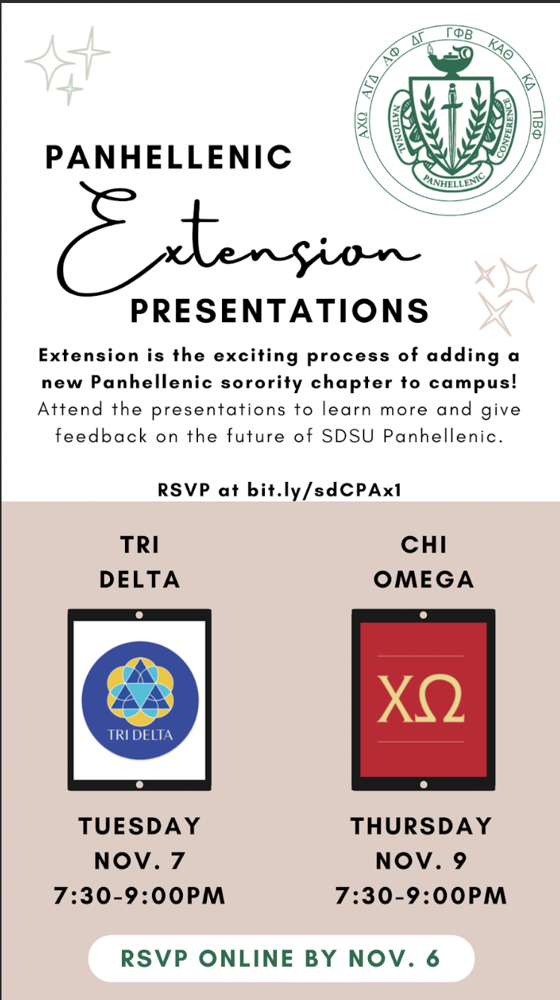 ΑΧΩ ΑΓΔ ΑΦ ΔΓ ΓΦΒ ΚΑΘ ΚΔ ΠΒΦ
NATIONAL
PANHELLENIC
CONFERENCE
PANHELLENIC
Extension
PRESENTATIONS
Extension is the exciting process of adding a
new Panhellenic sorority chapter to campus!
Attend the presentations to learn more and give
feedback on the future of SDSU Panhellenic.
RSVP at bit.ly/sdCPAx1
TRI
DELTA
TRI DELTA
TUESDAY
NOV. 7
7:30-9:00PM
CHI
OMEGA
ΧΩ
THURSDAY
NOV. 9
7:30-9:00PM
RSVP ONLINE BY NOV. 6